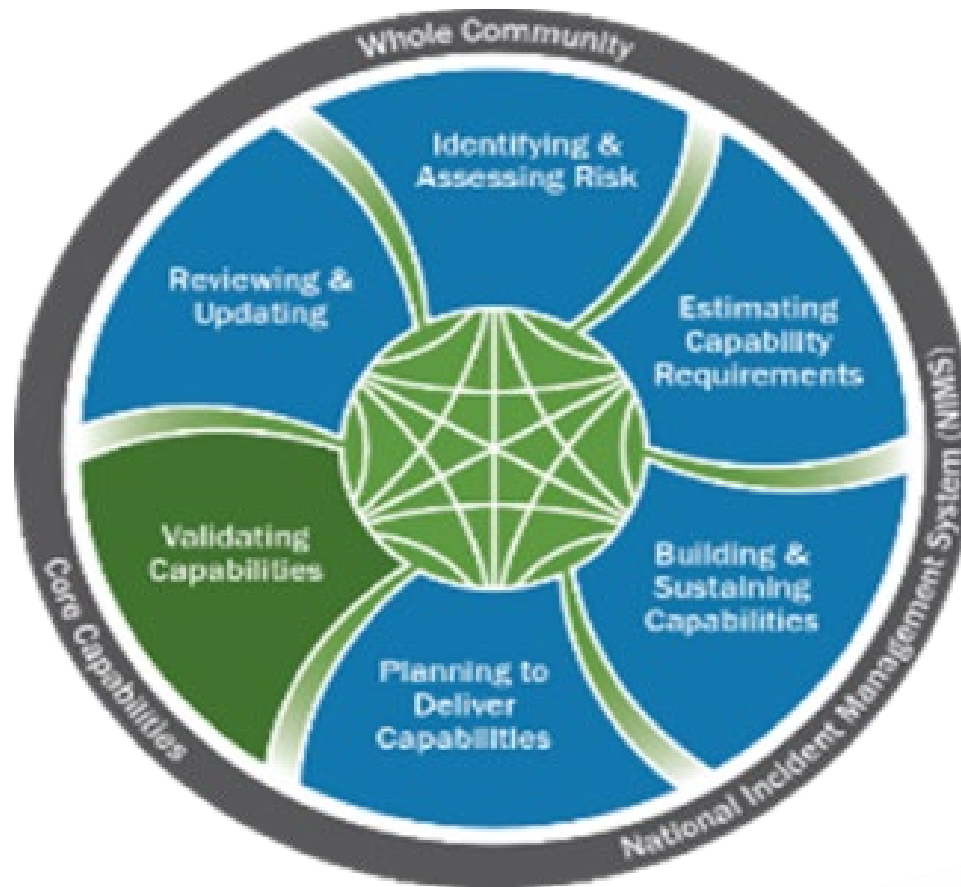 Whole Community
Identifying &
Assessing Risk
Estimating
Capability
Requirements
Building &
Sustaining
Capabilities
Planning to
Deliver
Capabilities
Validating
Capabilities
Reviewing &
Updating
National Incident Management System (NIMS)
Core Capabilities